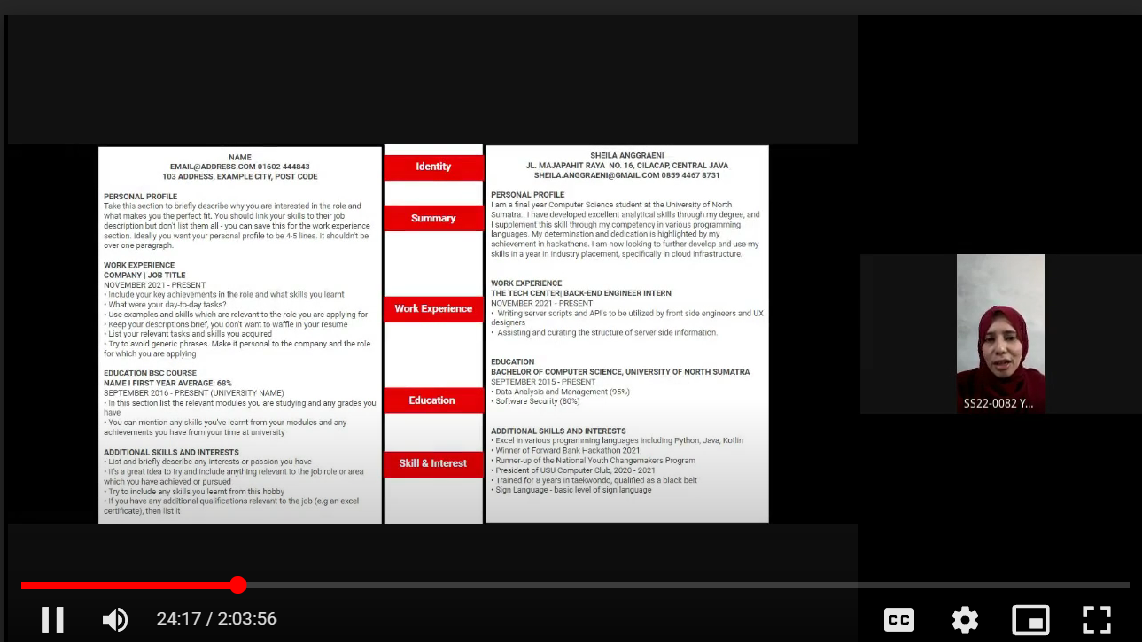 NAME
EMAIL@ADDRESS.COM 01602 444843
103 ADDRESS, EXAMPLE CITY, POST CODE
PERSONAL PROFILE
Take this section to briefly describe why you are interested in the role and
what makes you the perfect fit. You should link your skills to their job
description but don't list them all - you can save this for the work experience
section. Ideally you want your personal profile to be 4-5 lines. It shouldn't be
over one paragraph.
WORK EXPERIENCE
COMPANY | JOB TITLE
NOVEMBER 2021 - PRESENT
• Include your key achievements in the role and what skills you learnt
• What were your day-to-day tasks?
• Use examples and skills which are relevant to the role you are applying for
• Keep your descriptions brief, you don't want to waffle in your resume
• List your relevant tasks and skills you acquired
• Try to avoid generic phrases. Make it personal to the company and the role
for which you are applying
EDUCATION BSC COURSE
NAME I FIRST YEAR AVERAGE: 68%
SEPTEMBER 2016 - PRESENT (UNIVERSITY NAME)
• In this section list the relevant modules you are studying and any grades you
have
• You can mention any skills you've learnt from your modules and any
achievements you have from your time at university
ADDITIONAL SKILLS AND INTERESTS
• List and briefly describe any interests or passion you have
• It's a great idea to try and include anything relevant to the job role or area
which you have achieved or pursued
• Try to include any skills you learnt from this hobby
• If you have any additional qualifications relevant to the job (e.g an excel
certificate), then list it
Identity
Summary
Work Experience
Education
Skill & Interest
SHEILA ANGGRAENI
JL. MAJAPAHIT RAYA NO. 16, CILACAP, CENTRAL JAVA
SHEILA.ANGGRAENI@GMAIL.COM 0859 4467 8731
PERSONAL PROFILE
I am a final year Computer Science student at the University of North
Sumatra. I have developed excellent analytical skills through my degree, and
I supplement this skill through my competency in various programming
languages. My determination and dedication is highlighted by my
achievement in hackathons. I am now looking to further develop and use my
skills in a year in industry placement, specifically in cloud infrastructure.
WORK EXPERIENCE
THE TECH CENTER| BACK-END ENGINEER INTERN
NOVEMBER 2021 - PRESENT
• Writing server scripts and APIs to be utilized by front side engineers and UX
designers
• Assisting and curating the structure of server side information.
EDUCATION
BACHELOR OF COMPUTER SCIENCE, UNIVERSITY OF NORTH SUMATRA
SEPTEMBER 2015 - PRESENT
• Data Analysis and Management (95%)
• Software Security (80%)
ADDITIONAL SKILLS AND INTERESTS
• Excel in various programming languages including Python, Java, Kotlin
• Winner of Forward Bank Hackathon 2021
• Runner-up of the National Youth Changemakers Program
• President of USU Computer Club, 2020 - 2021
• Trained for 8 years in taekwondo, qualified as a black belt
• Sign Language - basic level of sign language
SS22-0082 Y...
24:17 / 2:03:56
CC